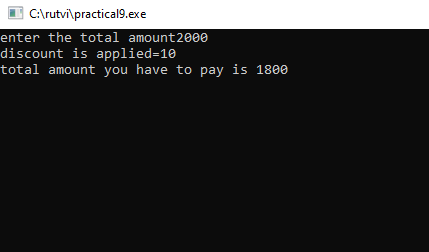 C:\rutvi\practical9.exe
enter the total amount2000
discount is applied=10
total amount you have to pay is 1800